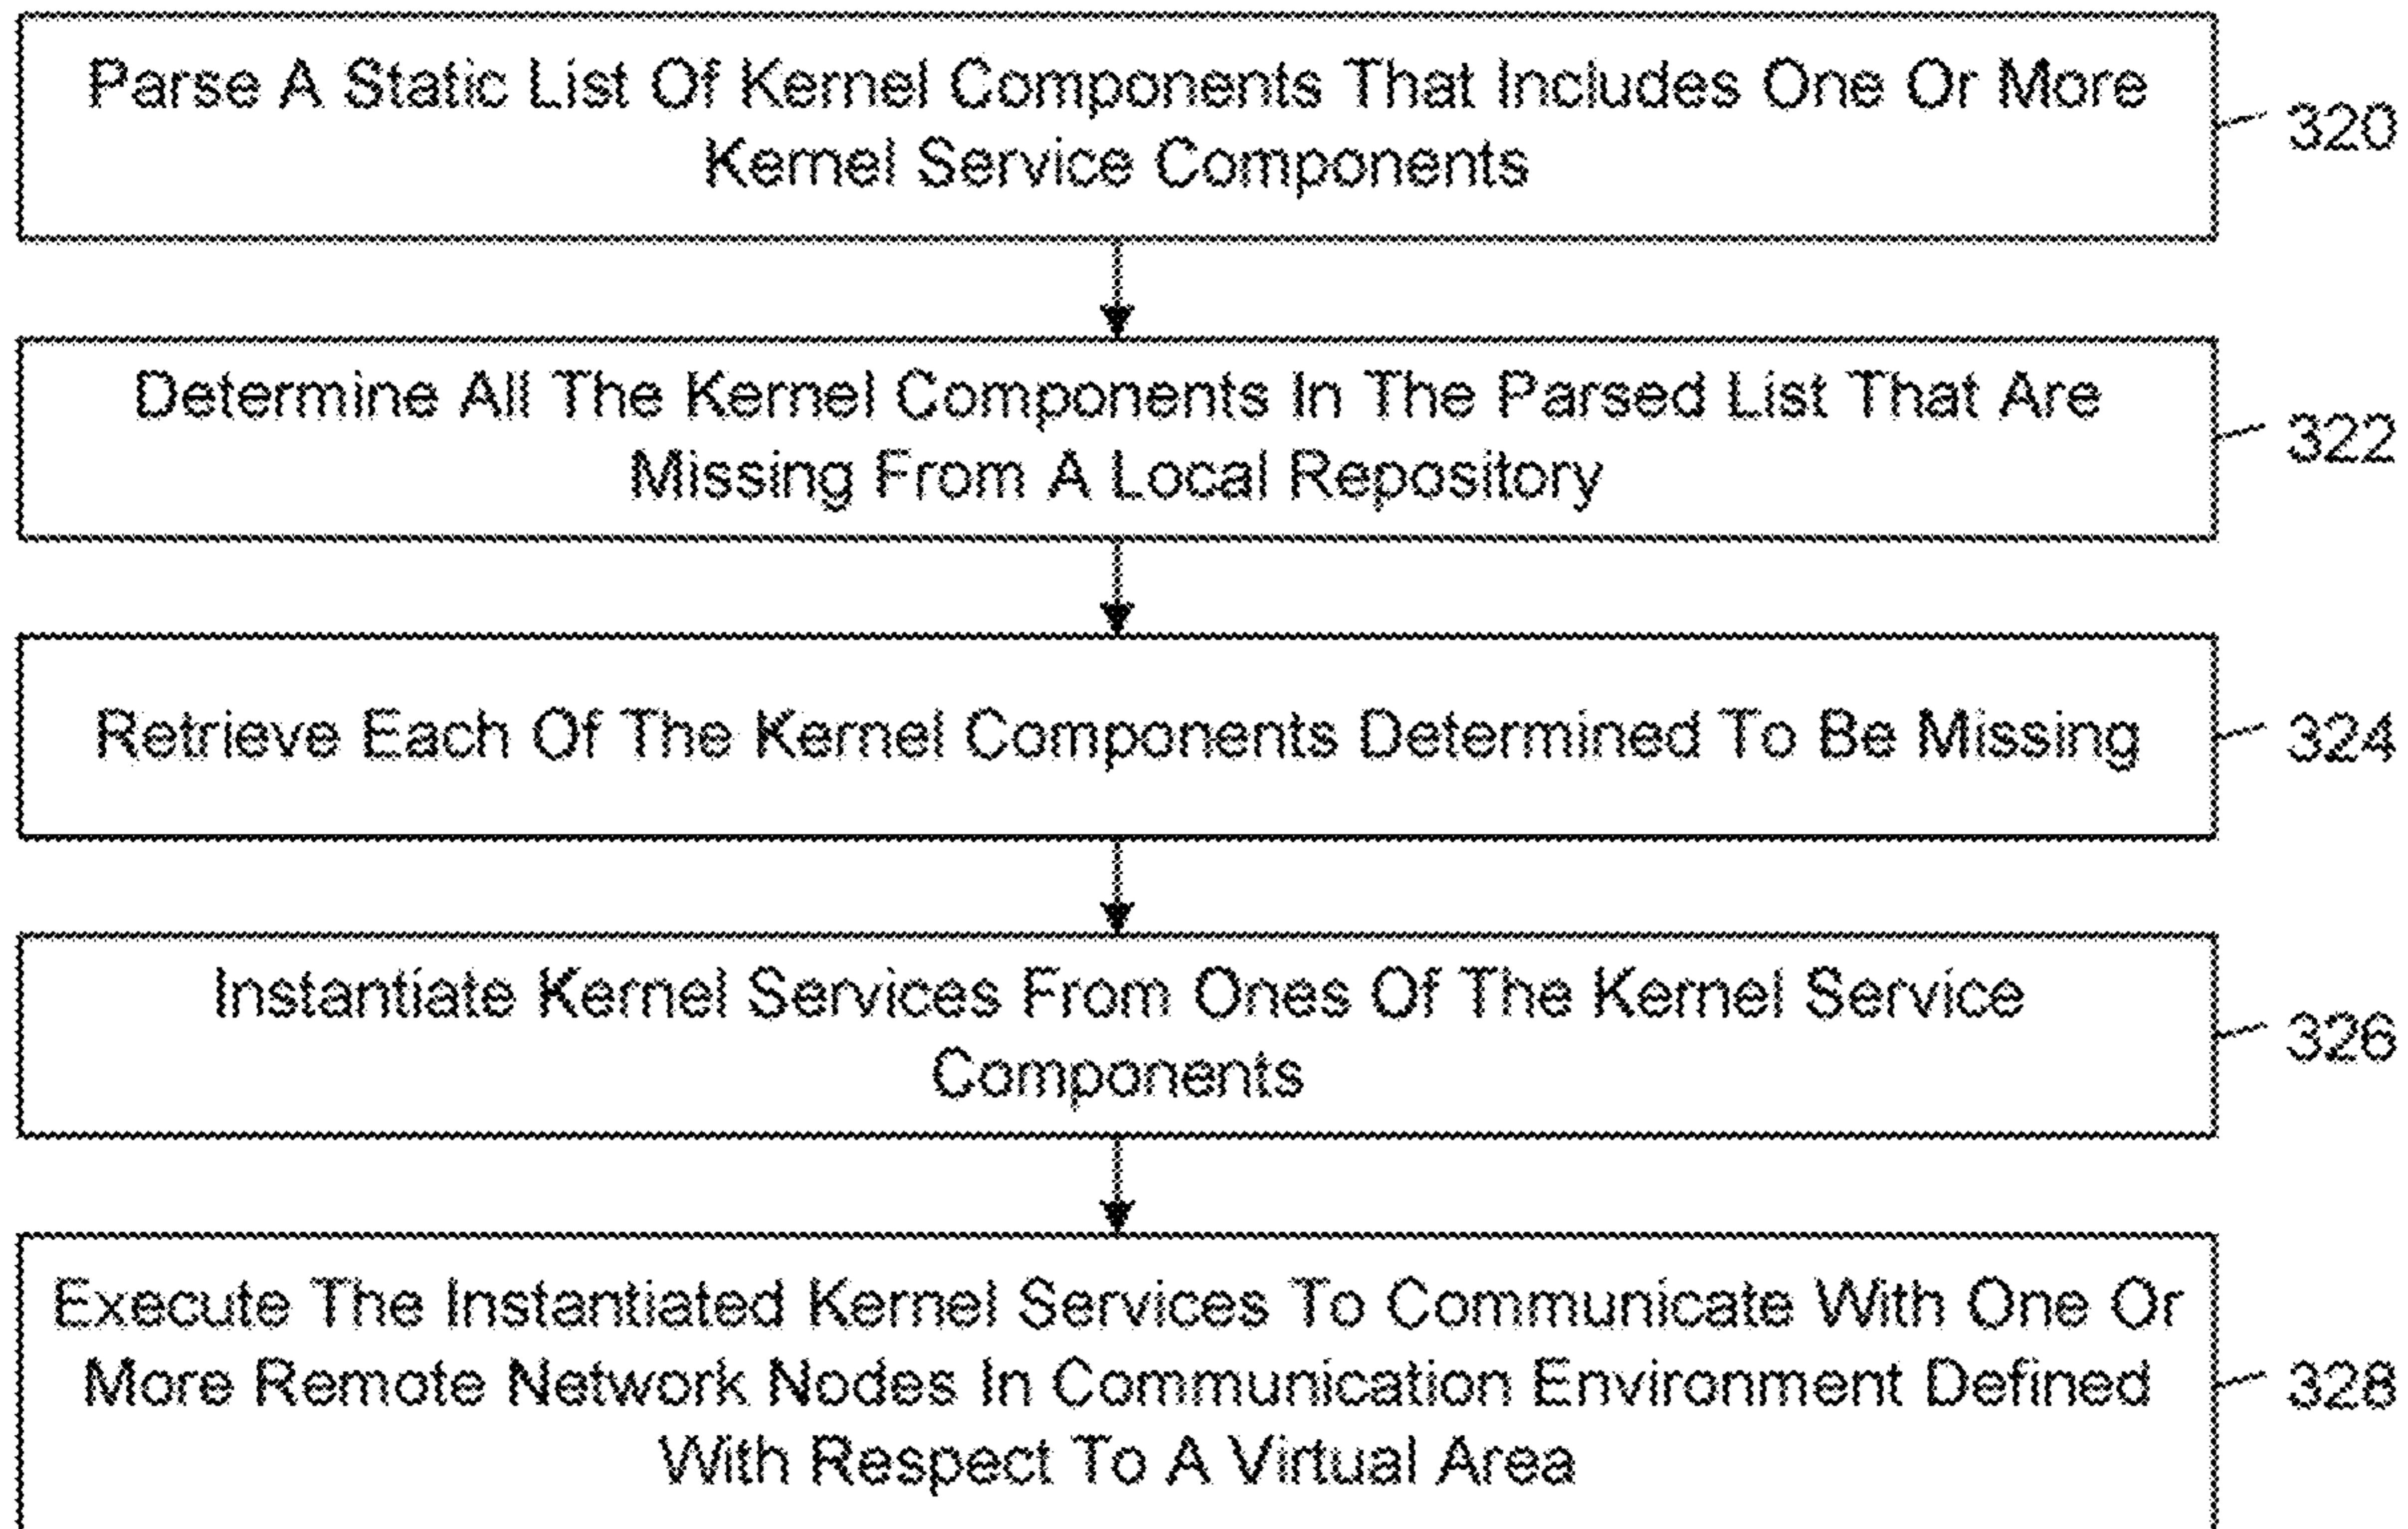 Parse A Static List Of Kernel Components That Includes One Or More
Kernel Service Components
320
Determine All The Kernel Components In The Parsed List That Are
Missing From A Local Repository
322
Retrieve Each Of The Kernel Components Determined To Be Missing
324
Instantiate Kernel Services From Ones Of The Kernel Service
Components
326
Execute The Instantiated Kernel Services To Communicate With One Or
More Remote Network Nodes In Communication Environment Defined
With Respect To A Virtual Area
328